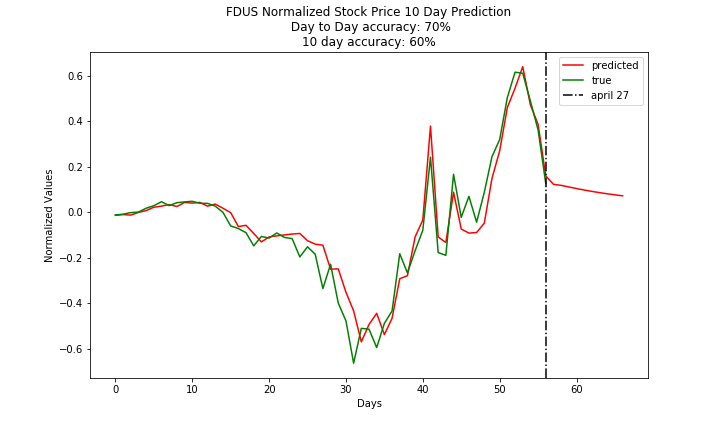 FDUS Normalized Stock Price 10 Day Prediction
Day to Day accuracy: 70%
10 day accuracy: 60%
predicted
true
april 27
0.6
0.4
0.2
0.0
−0.2
−0.4
−0.6
Normalized Values
0 10 20 30 40 50 60
Days